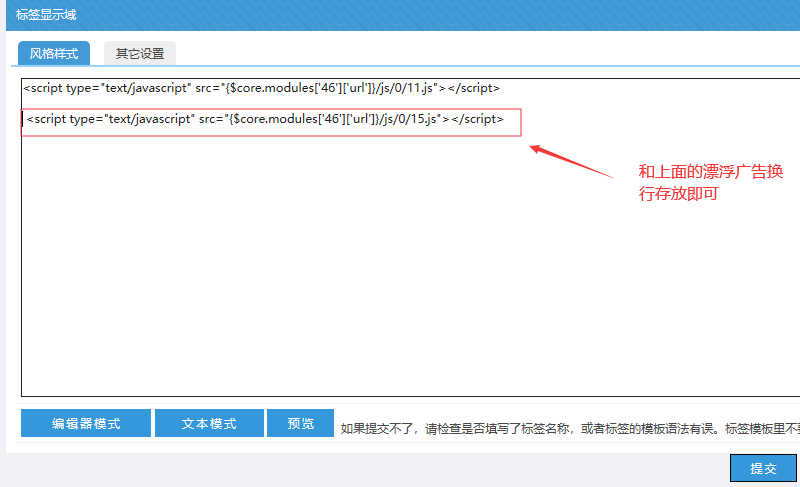 标签显示域
风格样式 其它设置
<script type="text/javascript" src="{$core.modules['46']['url']}/js/0/11.js"></script>
<script type="text/javascript" src="{$core.modules['46']['url']}/js/0/15.js"></script>
和上面的漂浮广告换
行存放即可
编辑器模式 文本模式 预览 如果提交不了，请检查是否填写了标签名称，或者标签的模板语法有误。标签模板里不
提交